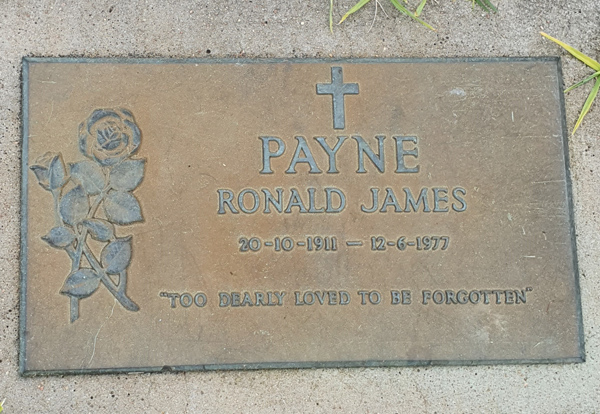 PAYNE
RONALD JAMES
20-10-1911 — 12-6-1977
"TOO DEARLY LOVED TO BE FORGOTTEN"